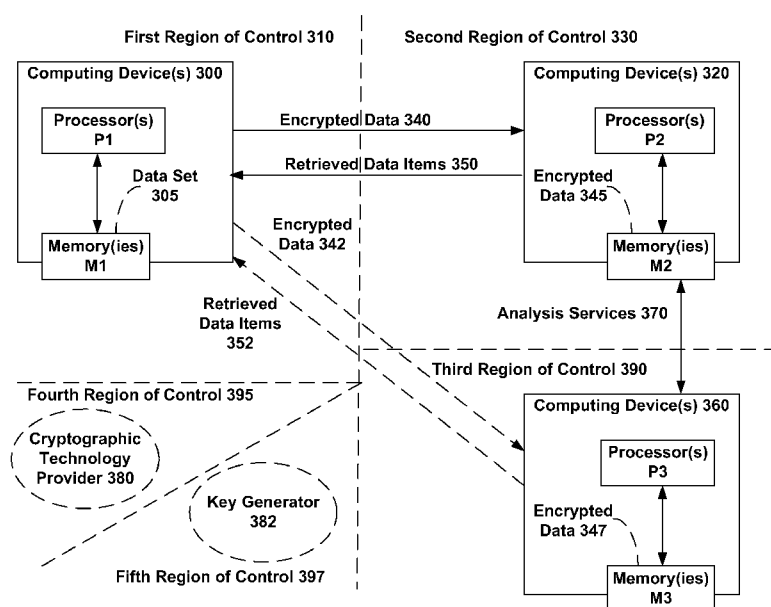 First Region of Control 310
Second Region of Control 330
Computing Device(s) 300
Processor(s)
P1
Data Set
305
Memory(ies)
M1
Encrypted Data 340
Retrieved Data Items 350
Encrypted
Data 342
Retrieved
Data Items
352
Computing Device(s) 320
Processor(s)
P2
Encrypted
Data 345
Memory(ies)
M2
Analysis Services 370
Third Region of Control 390
Computing Device(s) 360
Processor(s)
P3
Encrypted
Data 347
Memory(ies)
M3
Fourth Region of Control 395
Cryptographic
Technology
Provider 380
Key Generator
382
Fifth Region of Control 397